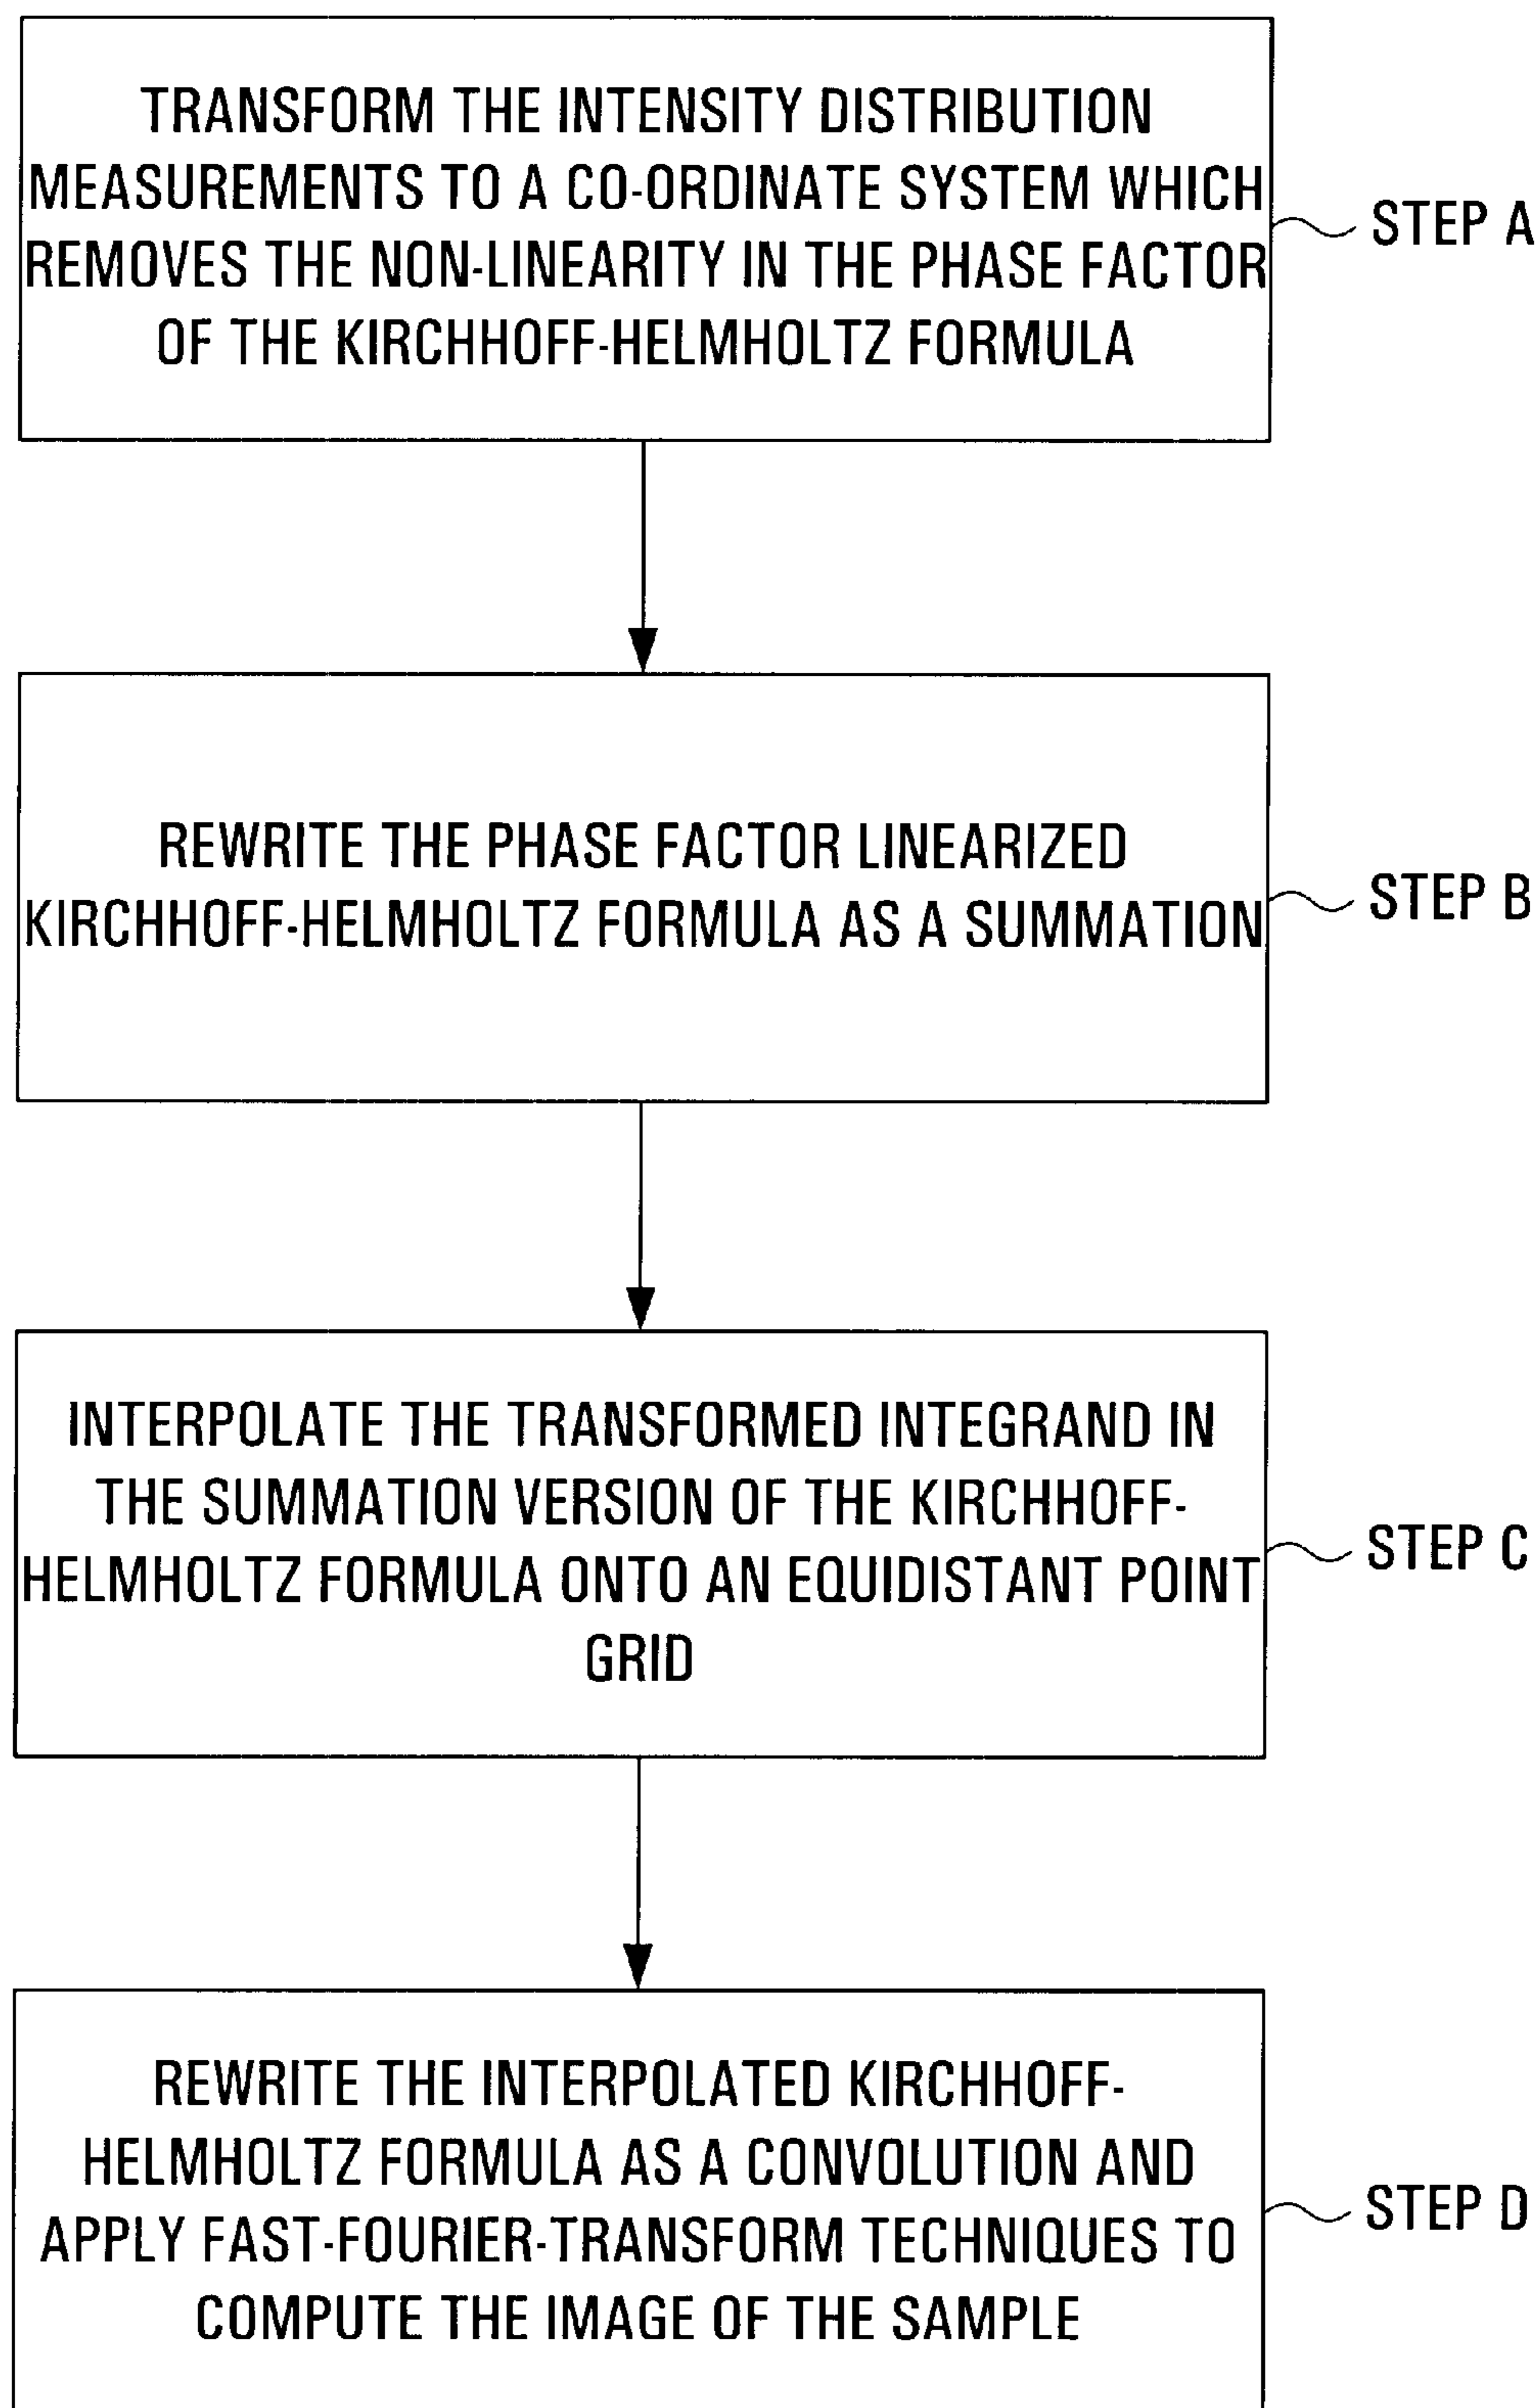 TRANSFORM THE INTENSITY DISTRIBUTION
MEASUREMENTS TO A CO-ORDINATE SYSTEM WHICH
REMOVES THE NON-LINEARITY IN THE PHASE FACTOR
OF THE KIRCHHOFF-HELMHOLTZ FORMULA
STEP A
REWRITE THE PHASE FACTOR LINEARIZED
KIRCHHOFF-HELMHOLTZ FORMULA AS A SUMMATION
STEP B
INTERPOLATE THE TRANSFORMED INTEGRAND IN
THE SUMMATION VERSION OF THE KIRCHHOFF-
HELMHOLTZ FORMULA ONTO AN EQUIDISTANT POINT
GRID
STEP C
REWRITE THE INTERPOLATED KIRCHHOFF-
HELMHOLTZ FORMULA AS A CONVOLUTION AND
APPLY FAST-FOURIER-TRANSFORM TECHNIQUES TO
COMPUTE THE IMAGE OF THE SAMPLE
STEP D